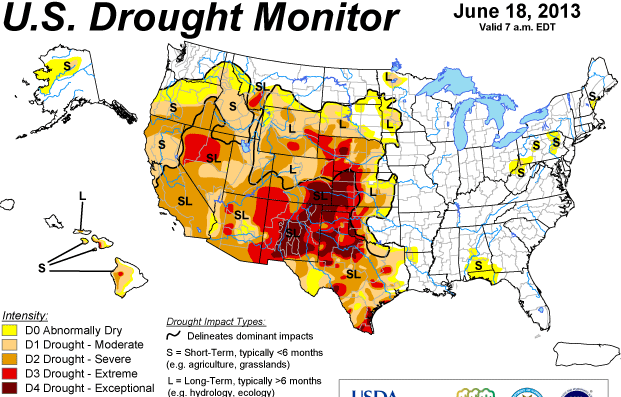 U.S. Drought Monitor
June 18, 2013
Valid 7 a.m. EDT
S
SL
L
S
S
L
L
L
S
S
S
S
SL
L
S
L
SL
L
SL
SL
SL
SL
S
L
S
Intensity:
D0 Abnormally Dry
D1 Drought - Moderate
D2 Drought - Severe
D3 Drought - Extreme
D4 Drought - Exceptional
Drought Impact Types:
Delineates dominant impacts
S = Short-Term, typically <6 months
(e.g. agriculture, grasslands)
L = Long-Term, typically >6 months
(e.g. hydrology, ecology)
USDA